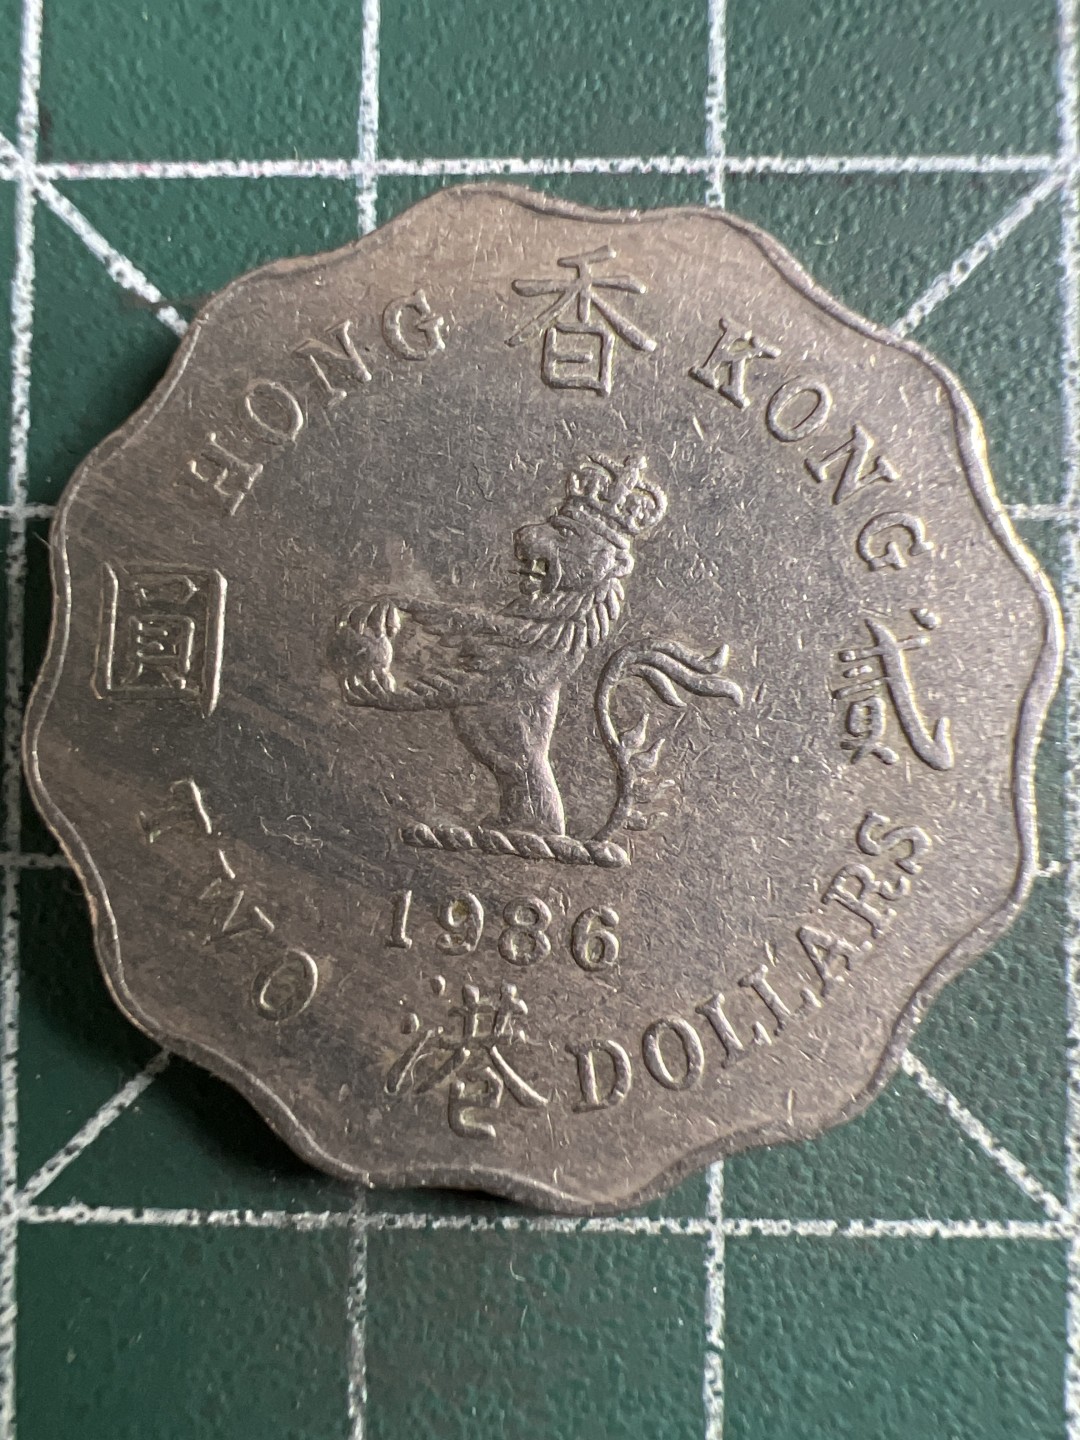 HONG KONG
TWO DOLLARS
香
港
貳
圓
1986